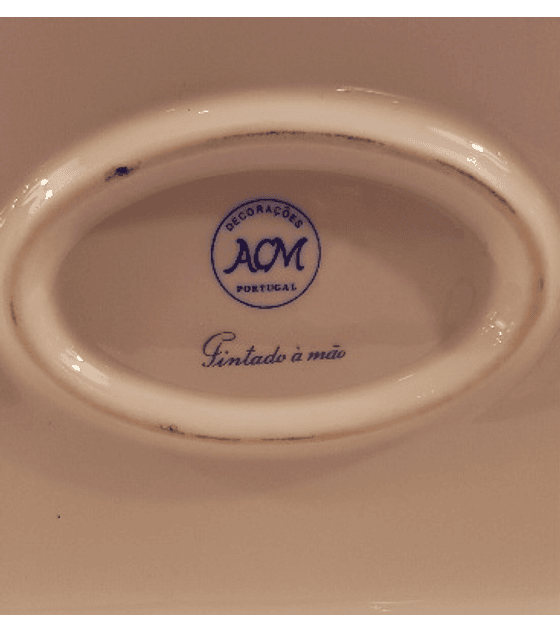 DECORAÇÕES
ACM
PORTUGAL
Pintado à mão